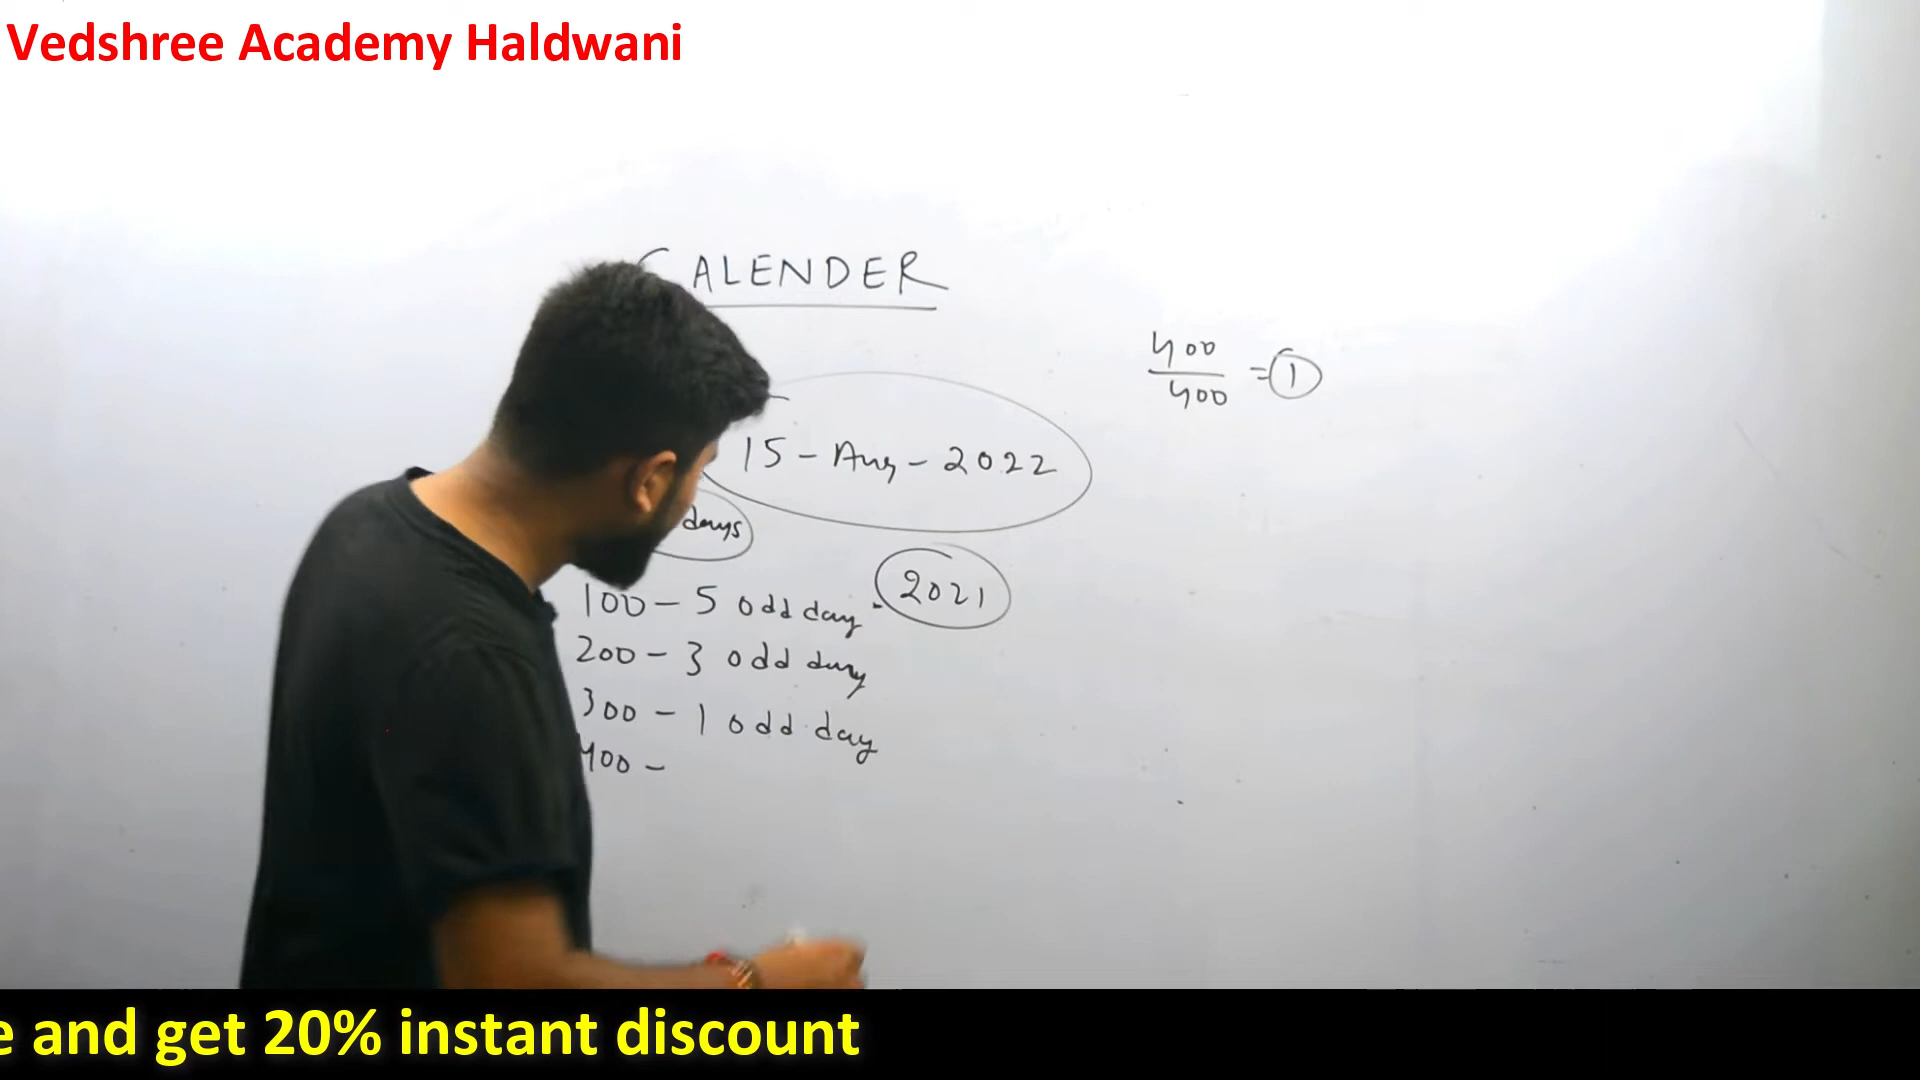 Vedshree Academy Haldwani
CALENDER
400
400
= 1
15 - Aug - 2022
days
2021
100 - 5 odd day
200 - 3 odd day
300 - 1 odd day
400 -
e and get 20% instant discount